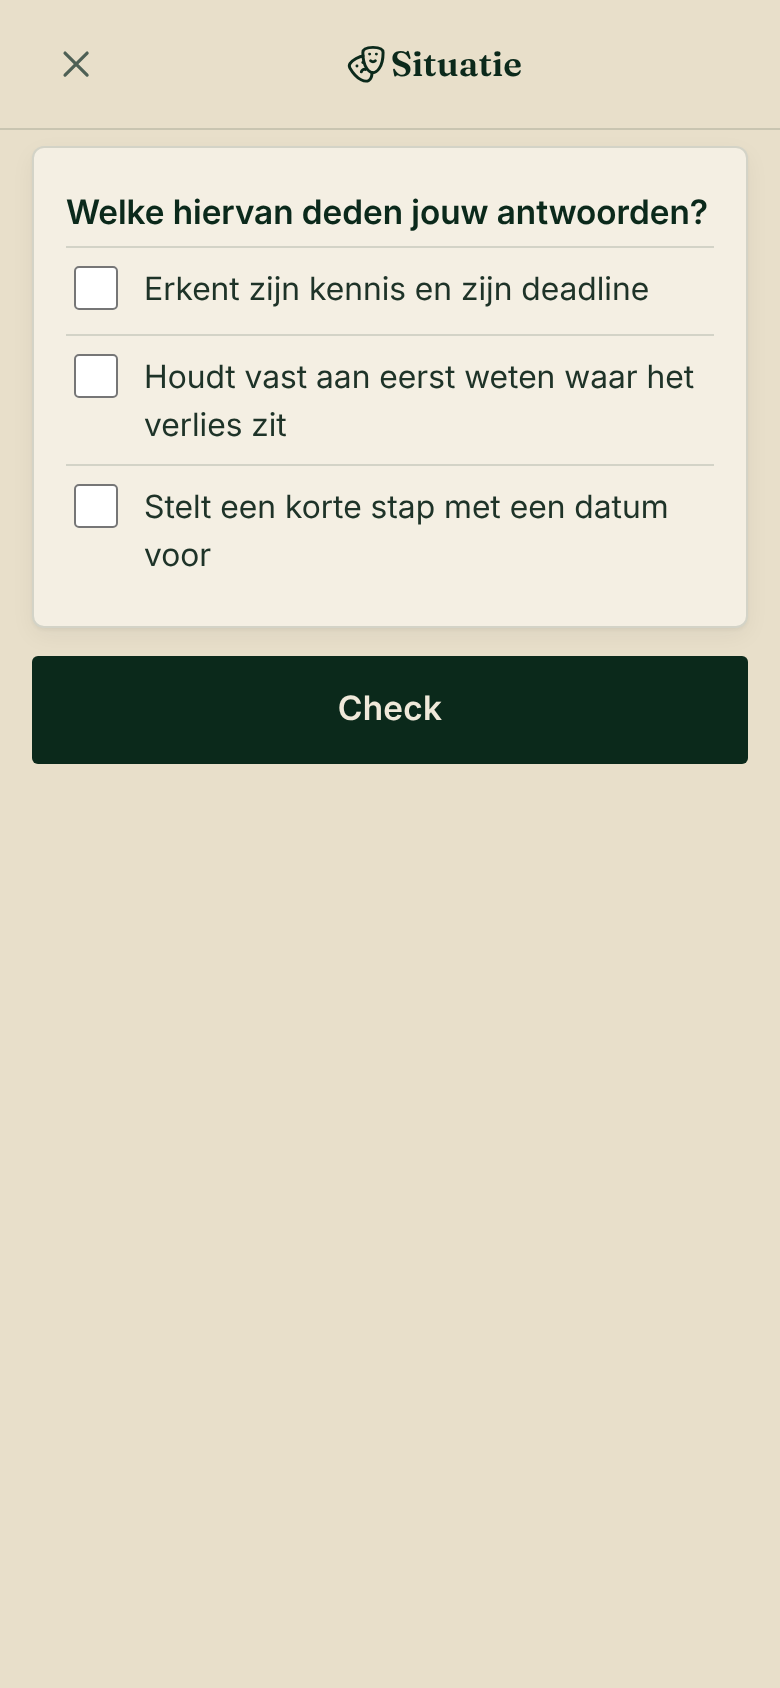 Situatie
Welke hiervan deden jouw antwoorden?
Erkent zijn kennis en zijn deadline
Houdt vast aan eerst weten waar het
verlies zit
Stelt een korte stap met een datum
voor
Check